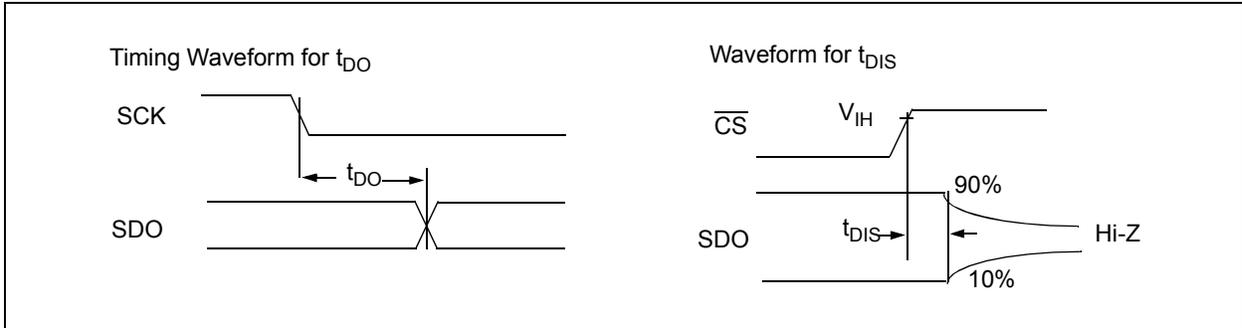 Timing Waveform for tDO
SCK
tDO
SDO
Waveform for tDIS
CS
VIH
90%
SDO
tDIS
Hi-Z
10%